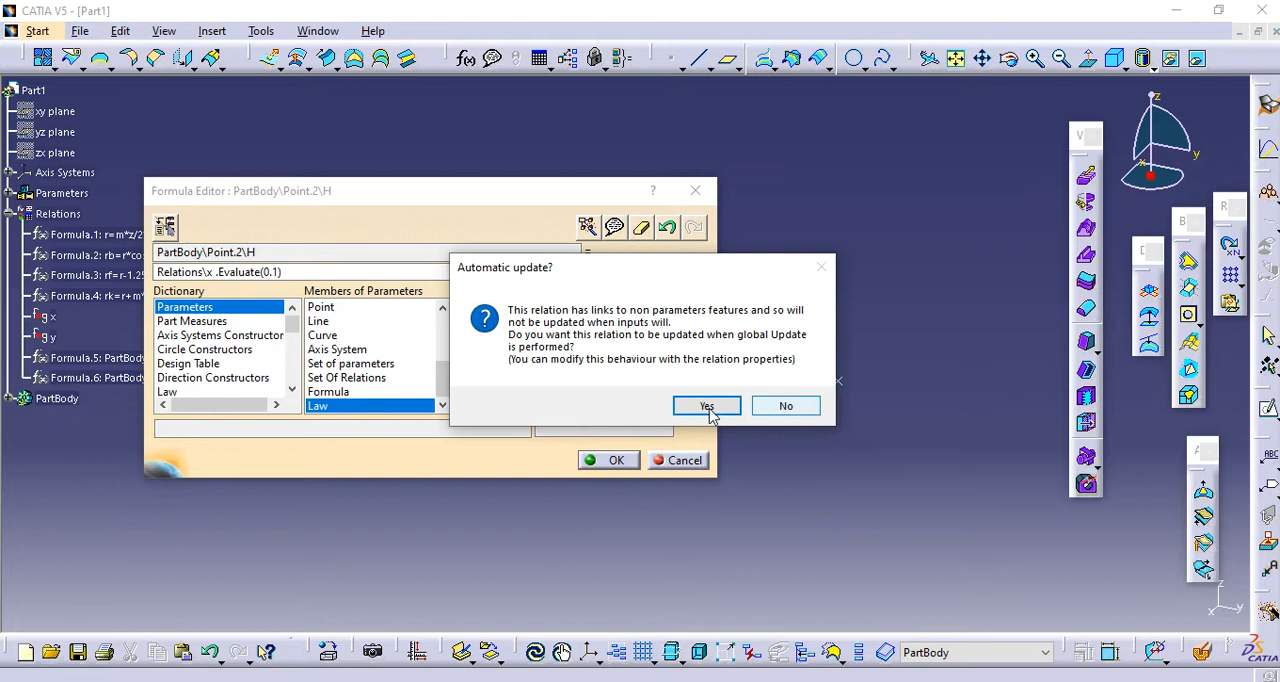 CATIA V5 - [Part1]
Start File Edit View Insert Tools Window Help
Part1
xy plane
yz plane
zx plane
Axis Systems
Parameters
Relations
Formula.1: r=m*z/2
Formula.2: rb=r*co
Formula.3: rf=r-1.25
Formula.4: rk=r+m
x
y
Formula.5: PartBod
Formula.6: PartBod
PartBody
Formula Editor : PartBody\Point.2\H
?
PartBody\Point.2\H =
Relations\x .Evaluate(0.1)
Dictionary
Parameters
Part Measures
Axis Systems Constructor
Circle Constructors
Design Table
Direction Constructors
Law
Members of Parameters
Point
Line
Curve
Axis System
Set of parameters
Set Of Relations
Formula
Law
OK Cancel
Automatic update?
This relation has links to non parameters features and so will
not be updated when inputs will.
Do you want this relation to be updated when global Update
is performed?
(You can modify this behaviour with the relation properties)
Yes No
z
y
x
V
D
B
R
A
z
x y
PartBody
CATIA